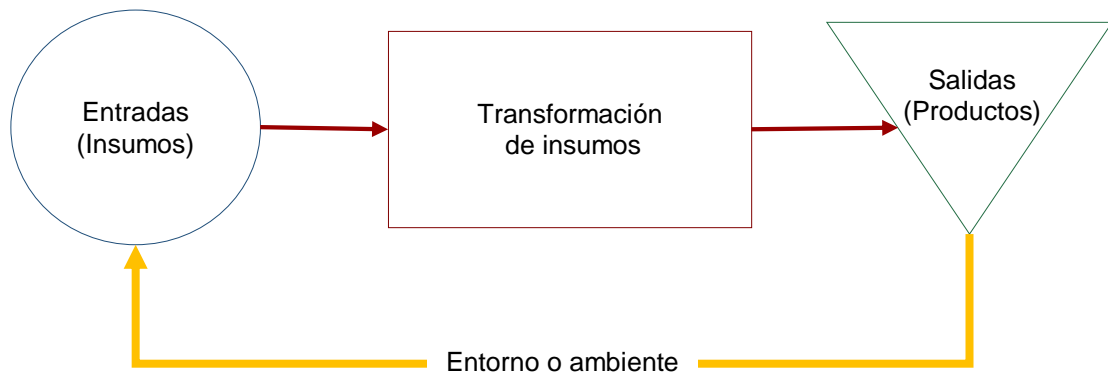 Entradas
(Insumos)
Transformación
de insumos
Salidas
(Productos)
Entorno o ambiente